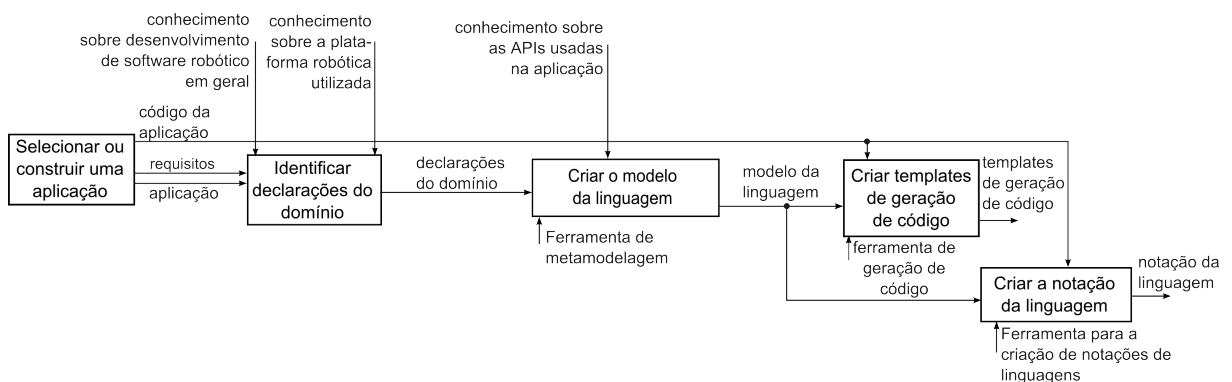 conhecimento
sobre desenvolvimento
de software robótico
em geral
conhecimento
sobre a plata-
forma robótica
utilizada
conhecimento sobre
as APIs usadas
na aplicação
código da
aplicação
Selecionar ou
construir uma
aplicação
requisitos
aplicação
Identificar
declarações do
domínio
declarações
do domínio
Criar o modelo
da linguagem
Ferramenta de
metamodelagem
modelo da
linguagem
Criar templates
de geração
de código
templates
de geração
de código
ferramenta de
geração de
código
Criar a notação
da linguagem
notação da
linguagem
Ferramenta para a
criação de notações de
linguagens